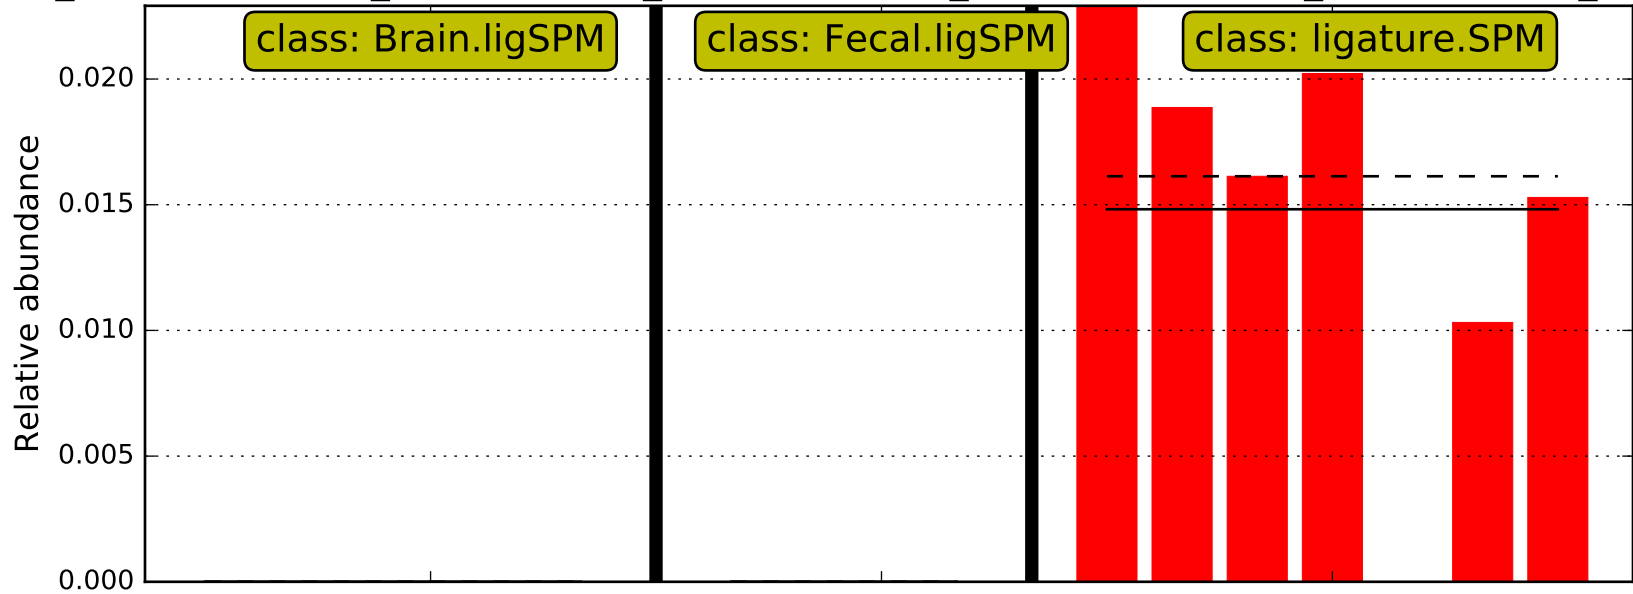 class: Brain.ligSPM
class: Fecal.ligSPM
class: ligature.SPM
Relative abundance
0.020
0.015
0.010
0.005
0.000